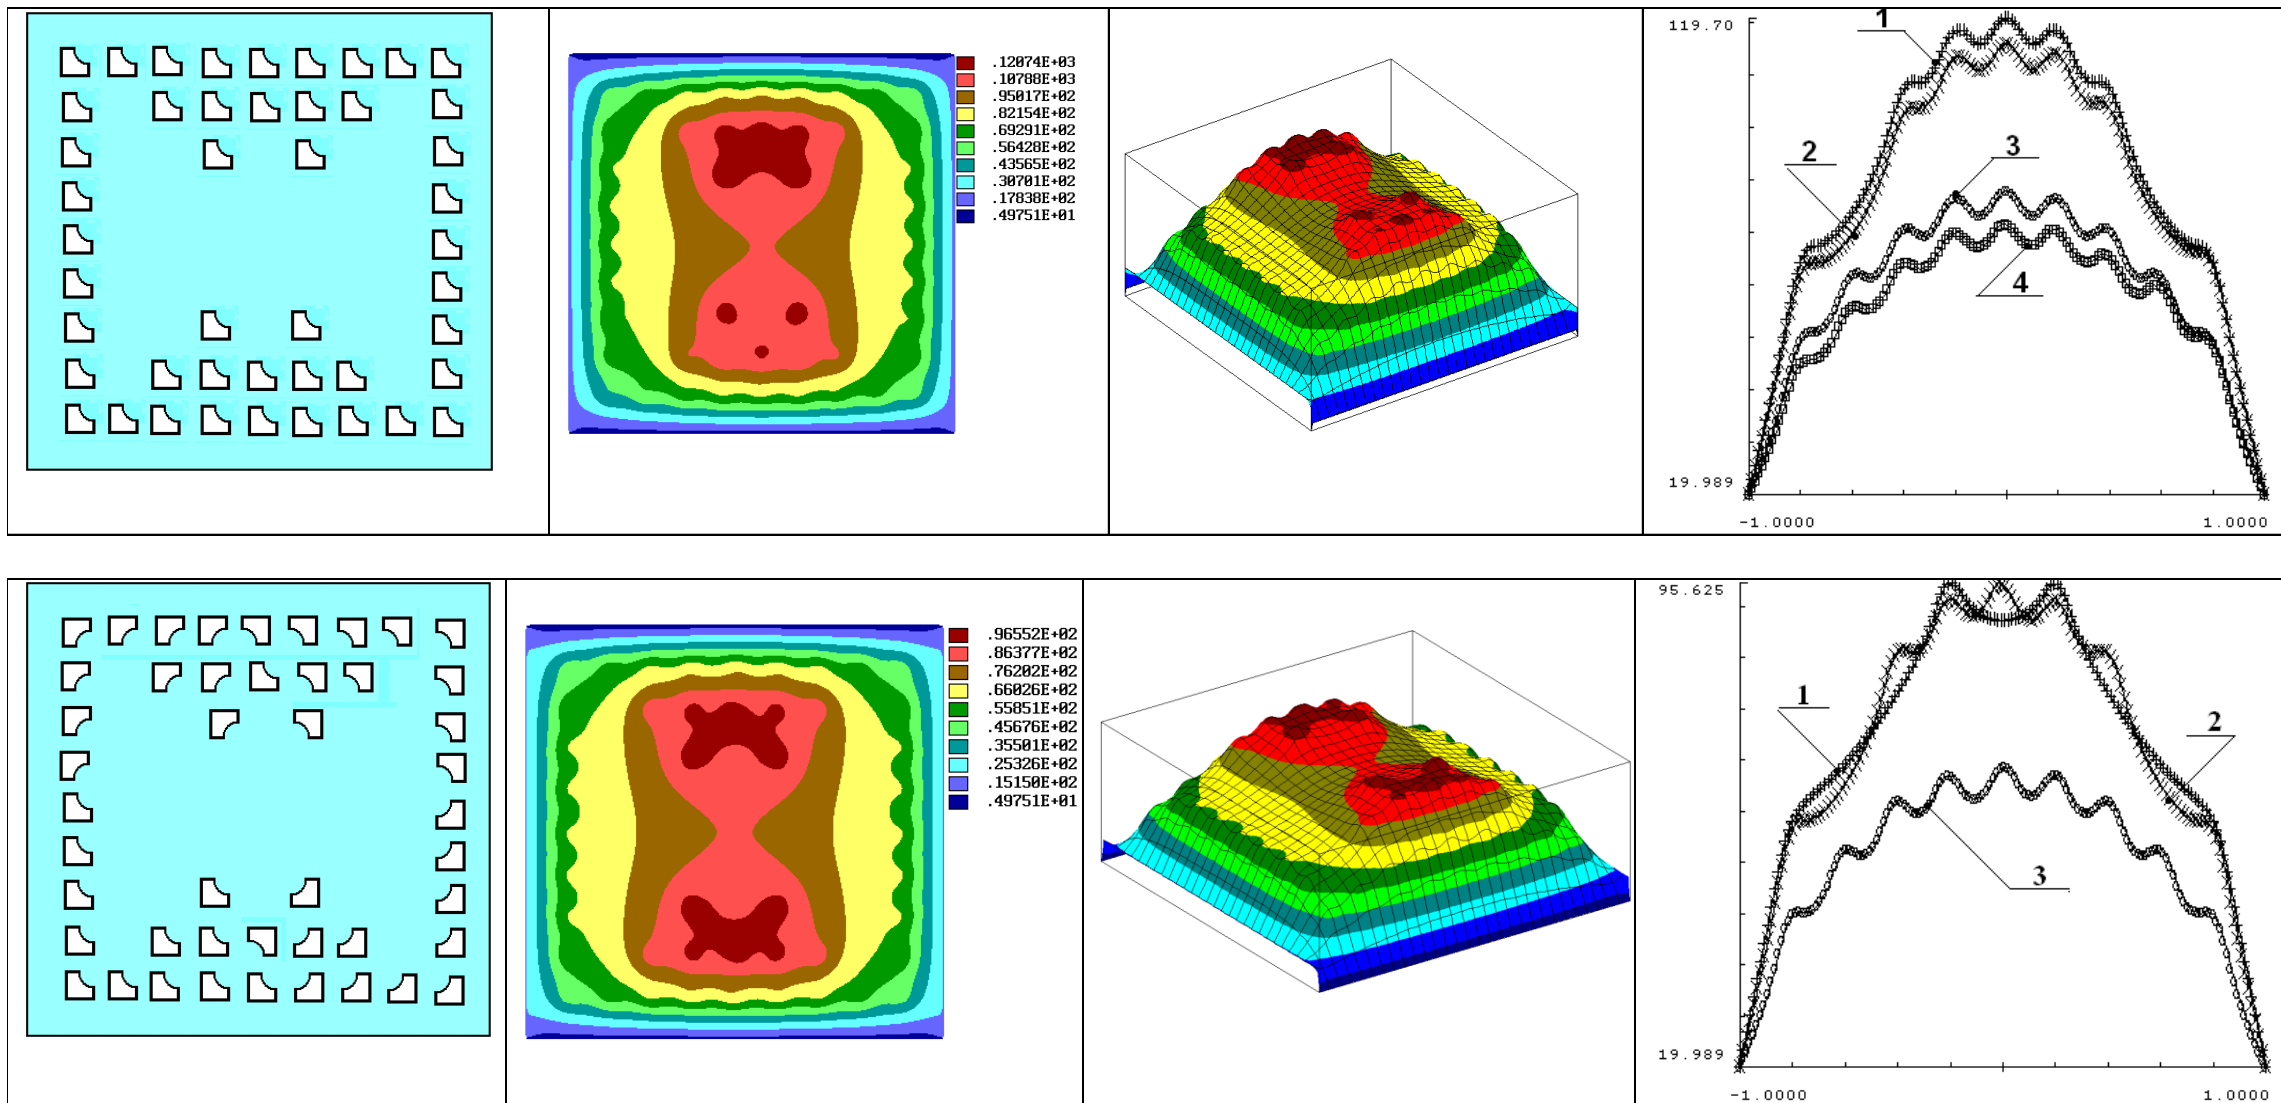 .12074E+03
.10788E+03
.95017E+02
.82154E+02
.69291E+02
.56428E+02
.43565E+02
.30701E+02
.17838E+02
.49751E+01
119.70
1
2
3
4
19.989
-1.0000 1.0000
.96552E+02
.86377E+02
.76202E+02
.66026E+02
.55851E+02
.45676E+02
.35501E+02
.25326E+02
.15150E+02
.49751E+01
95.625
1
2
3
19.989
-1.0000 1.0000